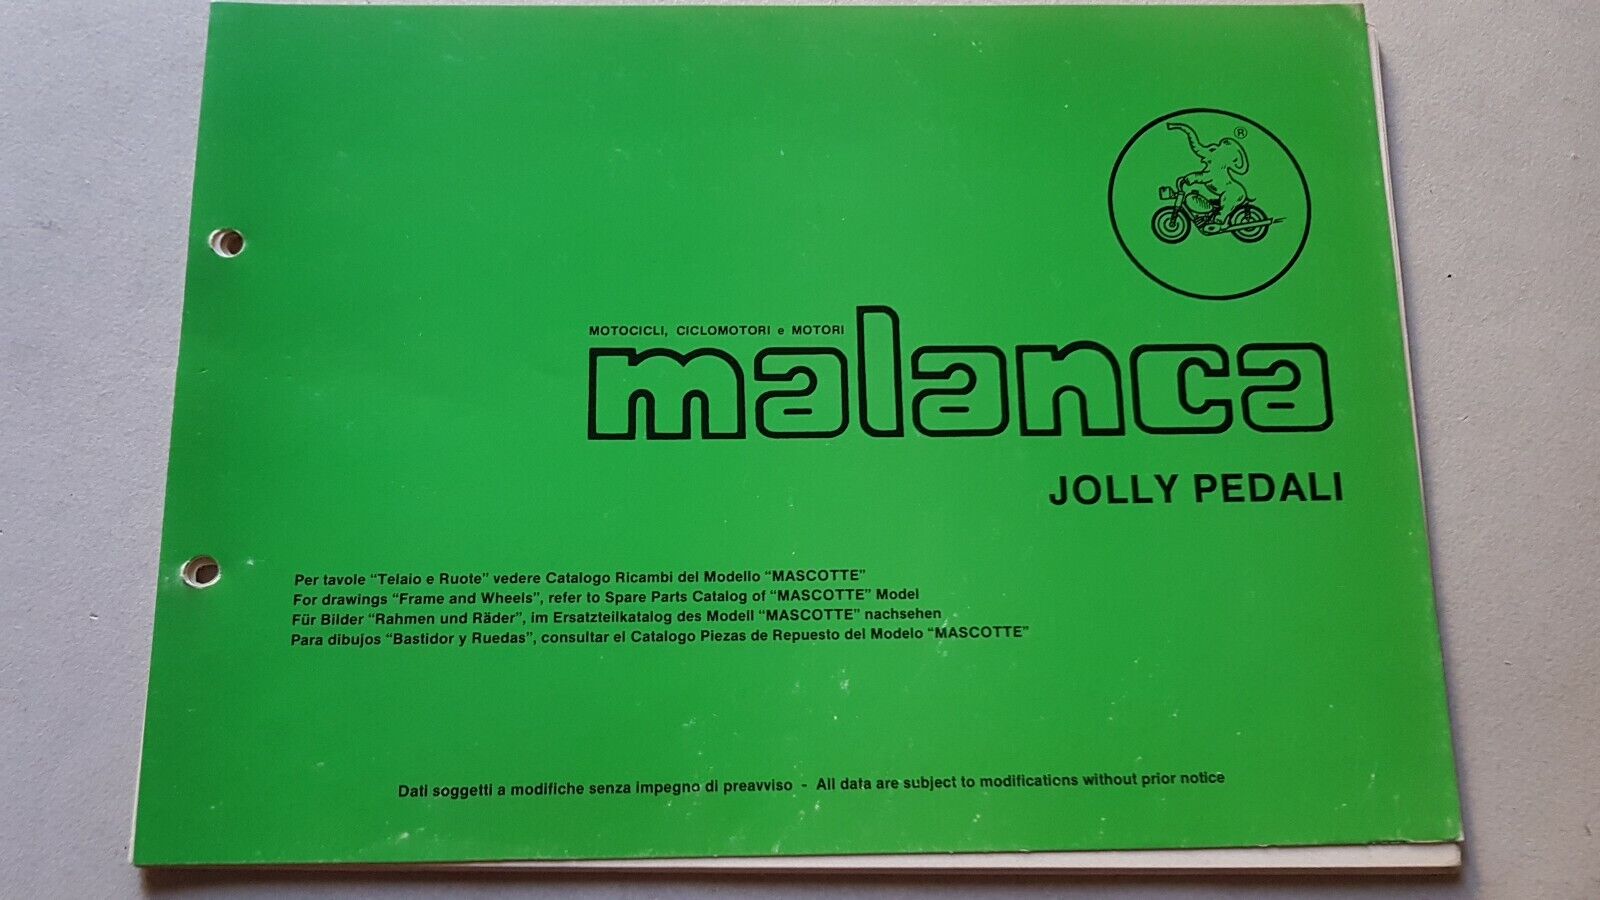 ®
MOTOCICLI, CICLOMOTORI e MOTORI
malanca
JOLLY PEDALI
Per tavole “Telaio e Ruote” vedere Catalogo Ricambi del Modello “MASCOTTE”
For drawings “Frame and Wheels”, refer to Spare Parts Catalog of “MASCOTTE” Model
Für Bilder “Rahmen und Räder”, im Ersatzteilkatalog des Modell “MASCOTTE” nachsehen
Para dibujos “Bastidor y Ruedas”, consultar el Catalogo Piezas de Repuesto del Modelo “MASCOTTE”
Dati soggetti a modifiche senza impegno di preavviso - All data are subject to modifications without prior notice